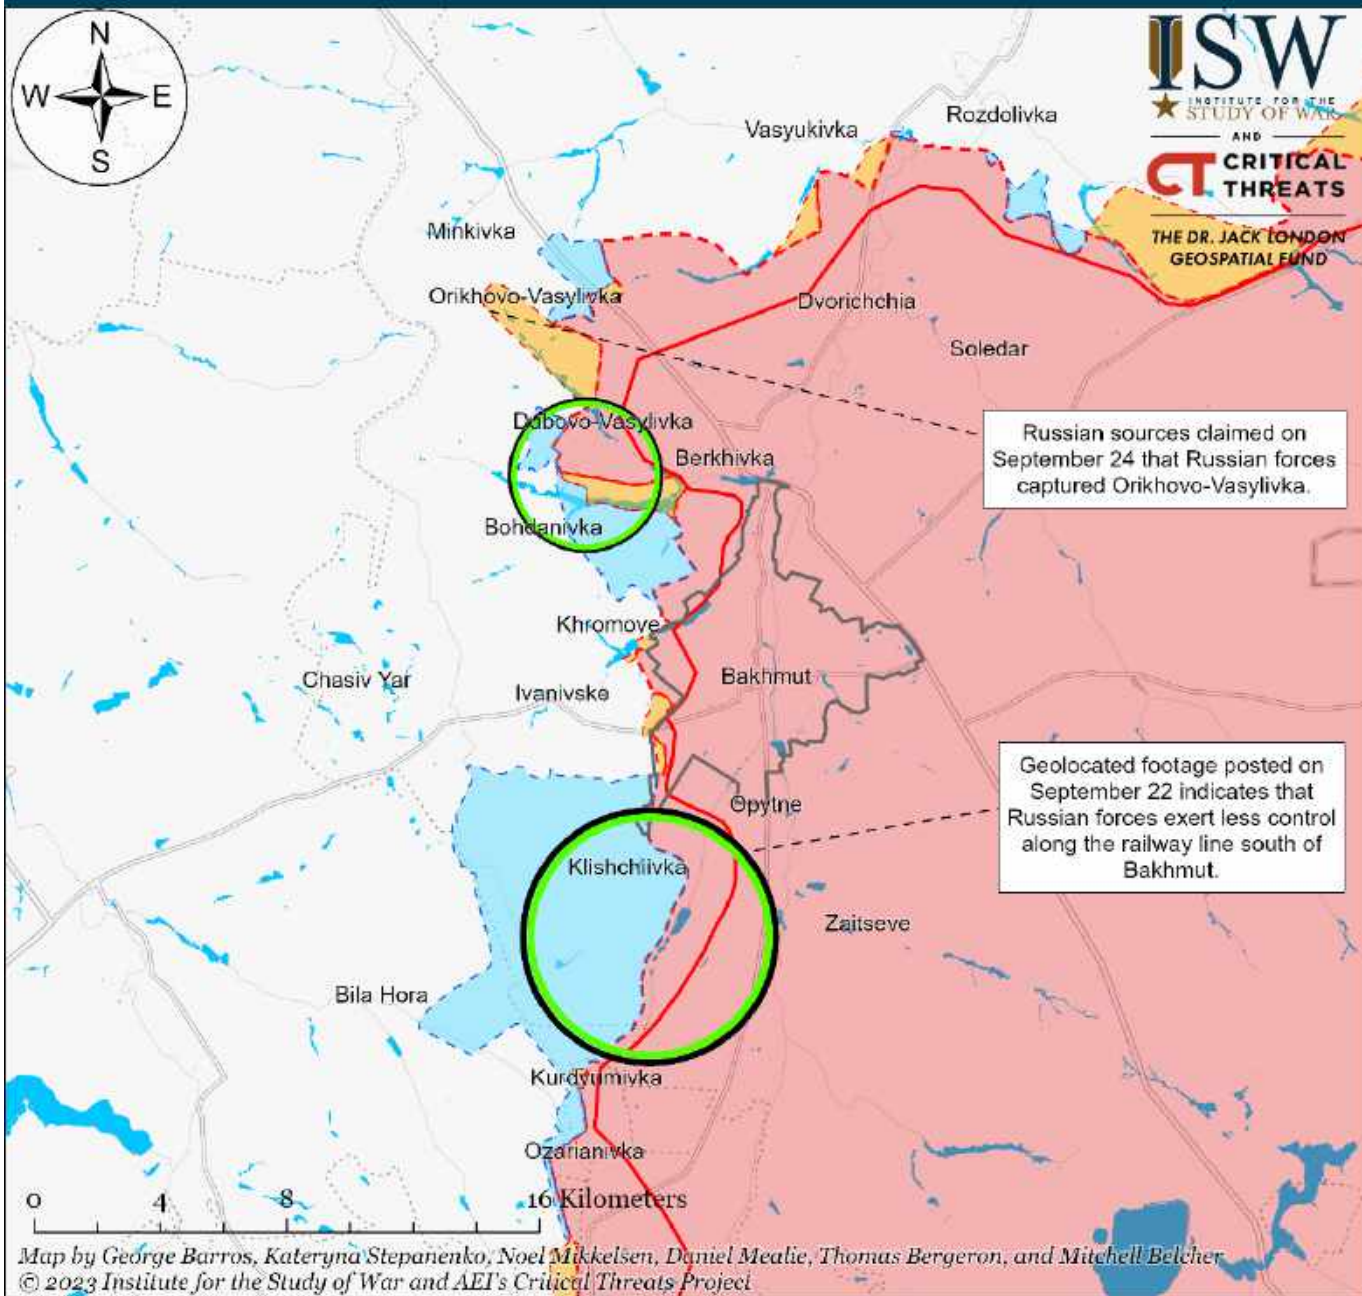 N
W E
S
ISW
INSTITUTE FOR THE
STUDY OF WAR
AND
CT CRITICAL
THREATS
THE DR. JACK LONDON
GEOSPATIAL FUND
Rozdolivka
Vasyukivka
Minkivka
Orikhovo-Vasylivka
Dvorichchia
Soledar
Dubovo-Vasylivka
Berkhivka
Russian sources claimed on
September 24 that Russian forces
captured Orikhovo-Vasylivka.
Bohdanivka
Khromove
Chasiv Yar
Ivanivske
Bakhmut
Opytne
Geolocated footage posted on
September 22 indicates that
Russian forces exert less control
along the railway line south of
Bakhmut.
Klishchiivka
Zaitseve
Bila Hora
Kurdyumivka
Ozarianivka
0 4 8 16 Kilometers
Map by George Barros, Kateryna Stepanenko, Noel Mikkelsen, Daniel Mealie, Thomas Bergeron, and Mitchell Belcher
© 2023 Institute for the Study of War and AEI's Critical Threats Project